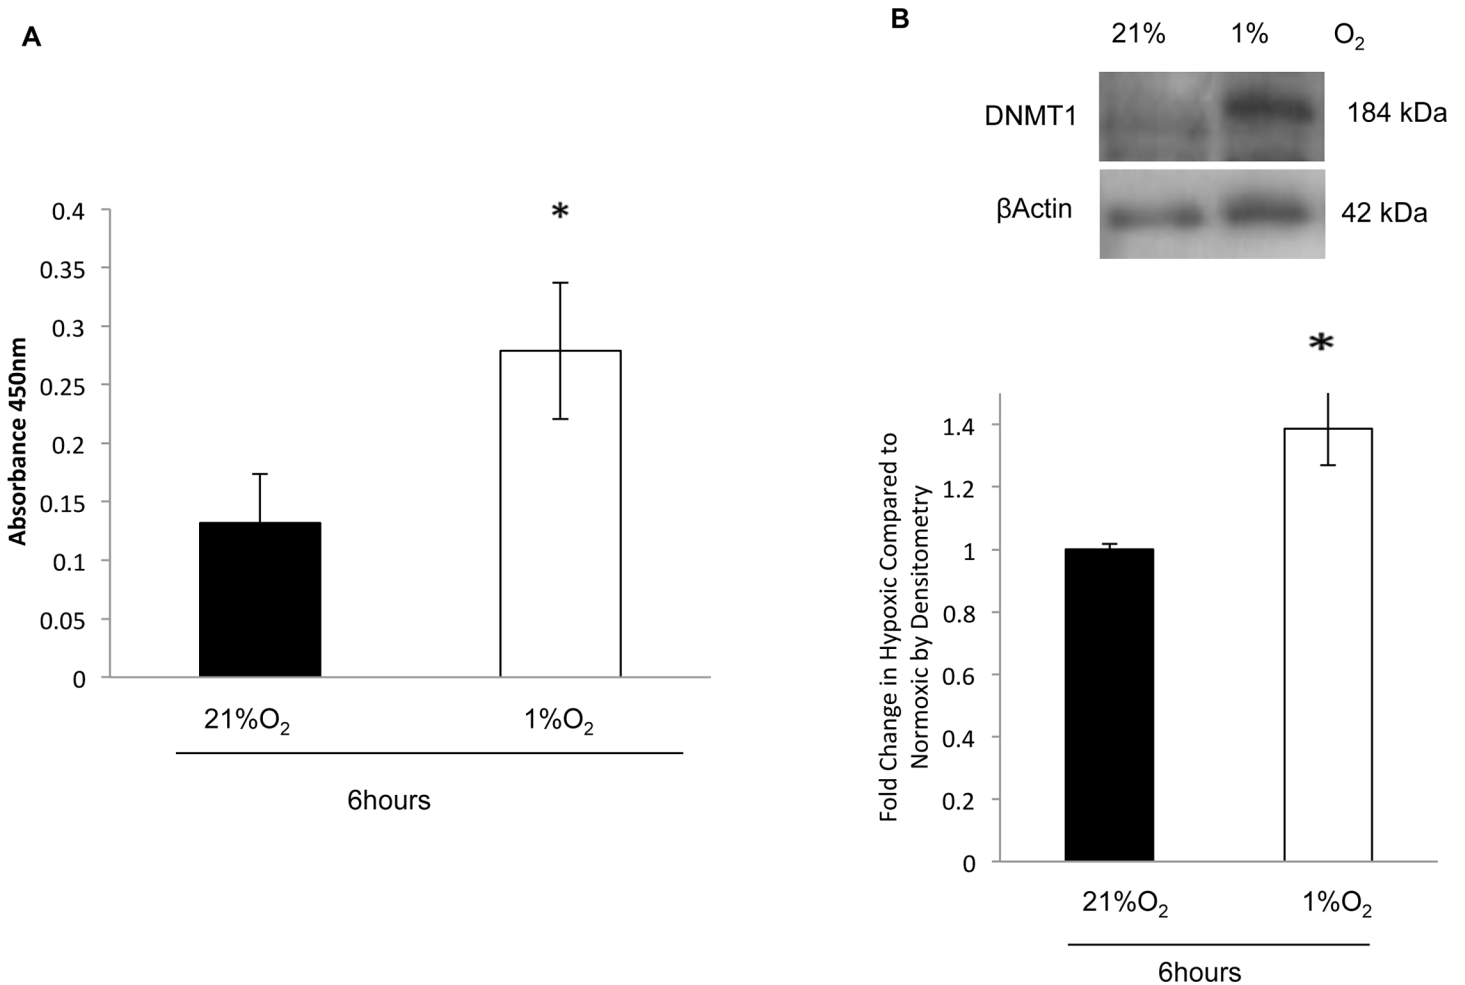 A
*
0.4
0.35
0.3
0.25
0.2
0.15
0.1
0.05
0
Absorbance 450nm
21%O₂
1%O₂
6hours
B
21% 1% O₂
DNMT1 184 kDa
βActin 42 kDa
*
1.4
1.2
1
0.8
0.6
0.4
0.2
0
Fold Change in Hypoxic Compared to
Normoxic by Densitometry
21%O₂
1%O₂
6hours